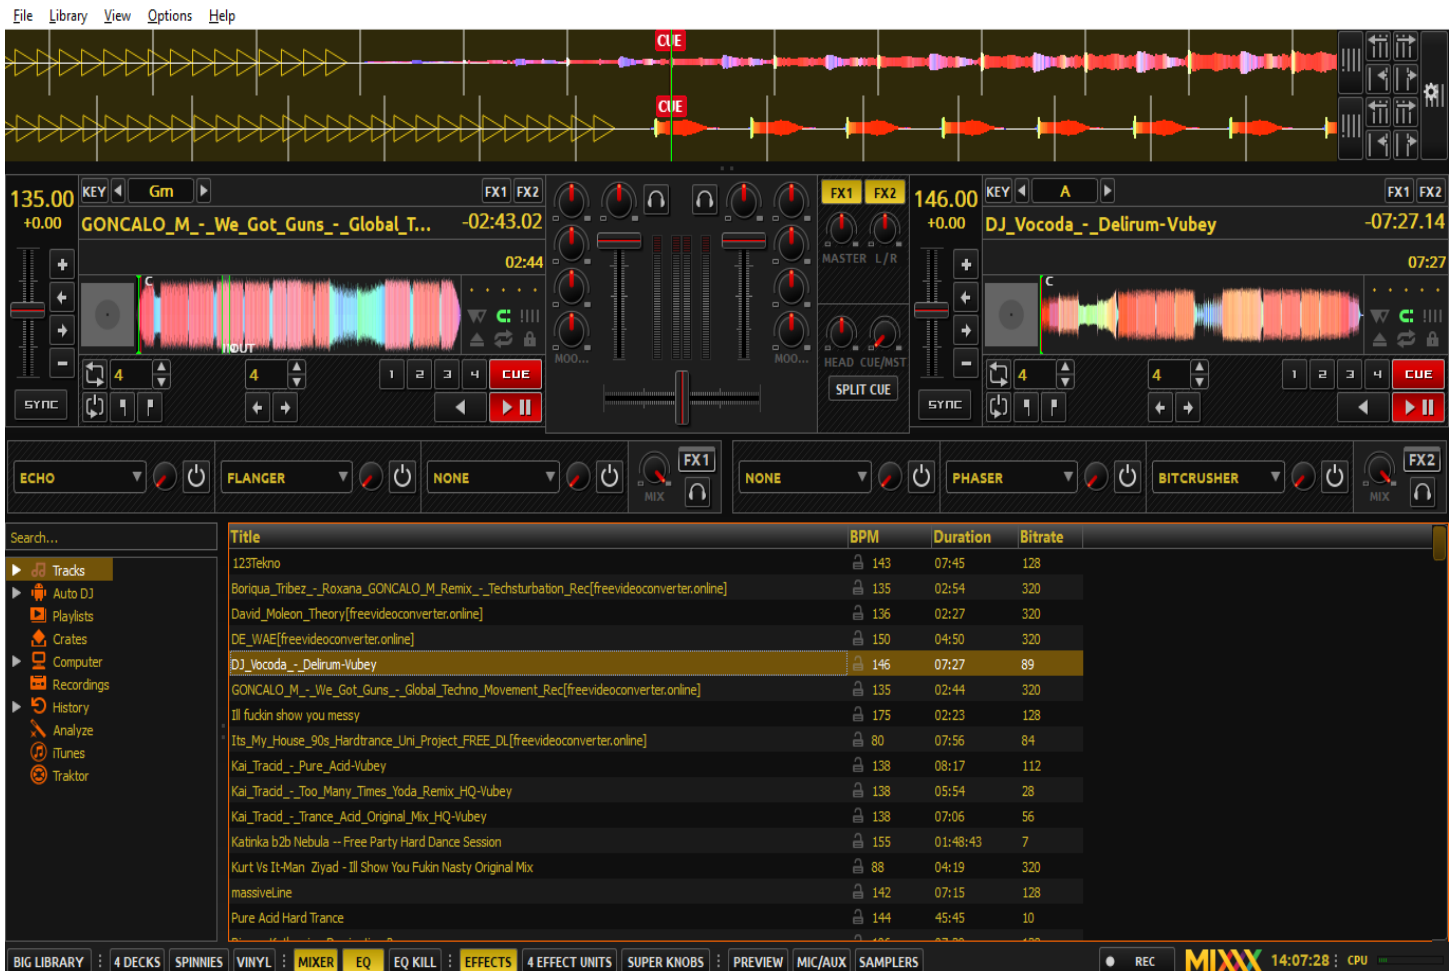 File Library View Options Help
CUE
CUE
135.00 KEY Gm FX1 FX2
+0.00 GONCALO_M_-_We_Got_Guns_-_Global_T... -02:43.02
02:44
C
4 4 1 2 3 4 CUE
SYNC
MOO... MOO...
FX1 FX2
MASTER L/R
HEAD CUE/MST
SPLIT CUE
146.00 KEY A FX1 FX2
+0.00 DJ_Vocoda_-_Delirum-Vubey -07:27.14
07:27
C
4 4 1 2 3 4 CUE
SYNC
ECHO FLANGER NONE MIX FX1
NONE PHASER BITCRUSHER MIX FX2
Search...
Tracks
Auto DJ
Playlists
Crates
Computer
Recordings
History
Analyze
iTunes
Traktor
Title BPM Duration Bitrate
123Tekno 143 07:45 128
Boriqua_Tribez_-_Roxana_GONCALO_M_Remix_-_Techsturbation_Rec[freevideoconverter.online] 135 02:54 320
David_Moleon_Theory[freevideoconverter.online] 136 02:27 320
DE_WAE[freevideoconverter.online] 150 04:50 320
DJ_Vocoda_-_Delirum-Vubey 146 07:27 89
GONCALO_M_-_We_Got_Guns_-_Global_Techno_Movement_Rec[freevideoconverter.online] 135 02:44 320
Ill fuckin show you messy 175 02:23 128
Its_My_House_90s_Hardtrance_Uni_Project_FREE_DL[freevideoconverter.online] 80 07:56 84
Kai_Tracid_-_Pure_Acid-Vubey 138 08:17 112
Kai_Tracid_-_Too_Many_Times_Yoda_Remix_HQ-Vubey 138 05:54 28
Kai_Tracid_-_Trance_Acid_Original_Mix_HQ-Vubey 138 07:06 56
Katinka b2b Nebula -- Free Party Hard Dance Session 155 01:48:43 7
Kurt Vs It-Man  Ziyad - Ill Show You Fukin Nasty Original Mix 88 04:19 320
massiveLine 142 07:15 128
Pure Acid Hard Trance 144 45:45 10
BIG LIBRARY 4 DECKS SPINNIES VINYL MIXER EQ EQ KILL EFFECTS 4 EFFECT UNITS SUPER KNOBS PREVIEW MIC/AUX SAMPLERS REC MIXXX 14:07:28 CPU